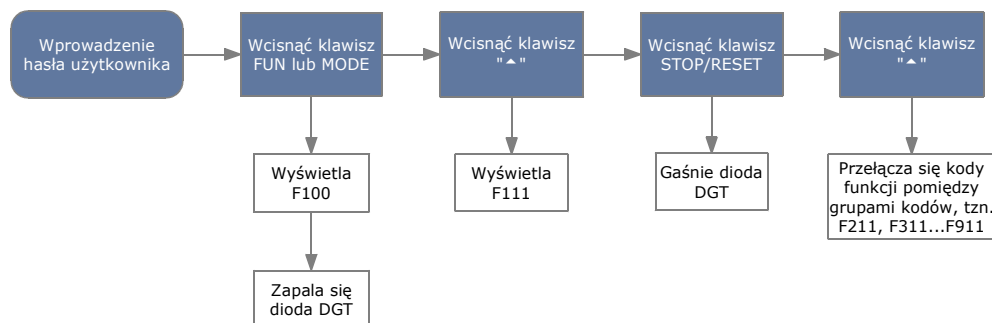 Wprowadzenie
hasła użytkownika
Wcisnąć klawisz
FUN lub MODE
Wcisnąć klawisz
"▲"
Wcisnąć klawisz
STOP/RESET
Wcisnąć klawisz
"▲"
Wyświetla
F100
Wyświetla
F111
Gaśnie dioda
DGT
Przełącza się kody
funkcji pomiędzy
grupami kodów, tzn.
F211, F311...F911
Zapala się
dioda DGT